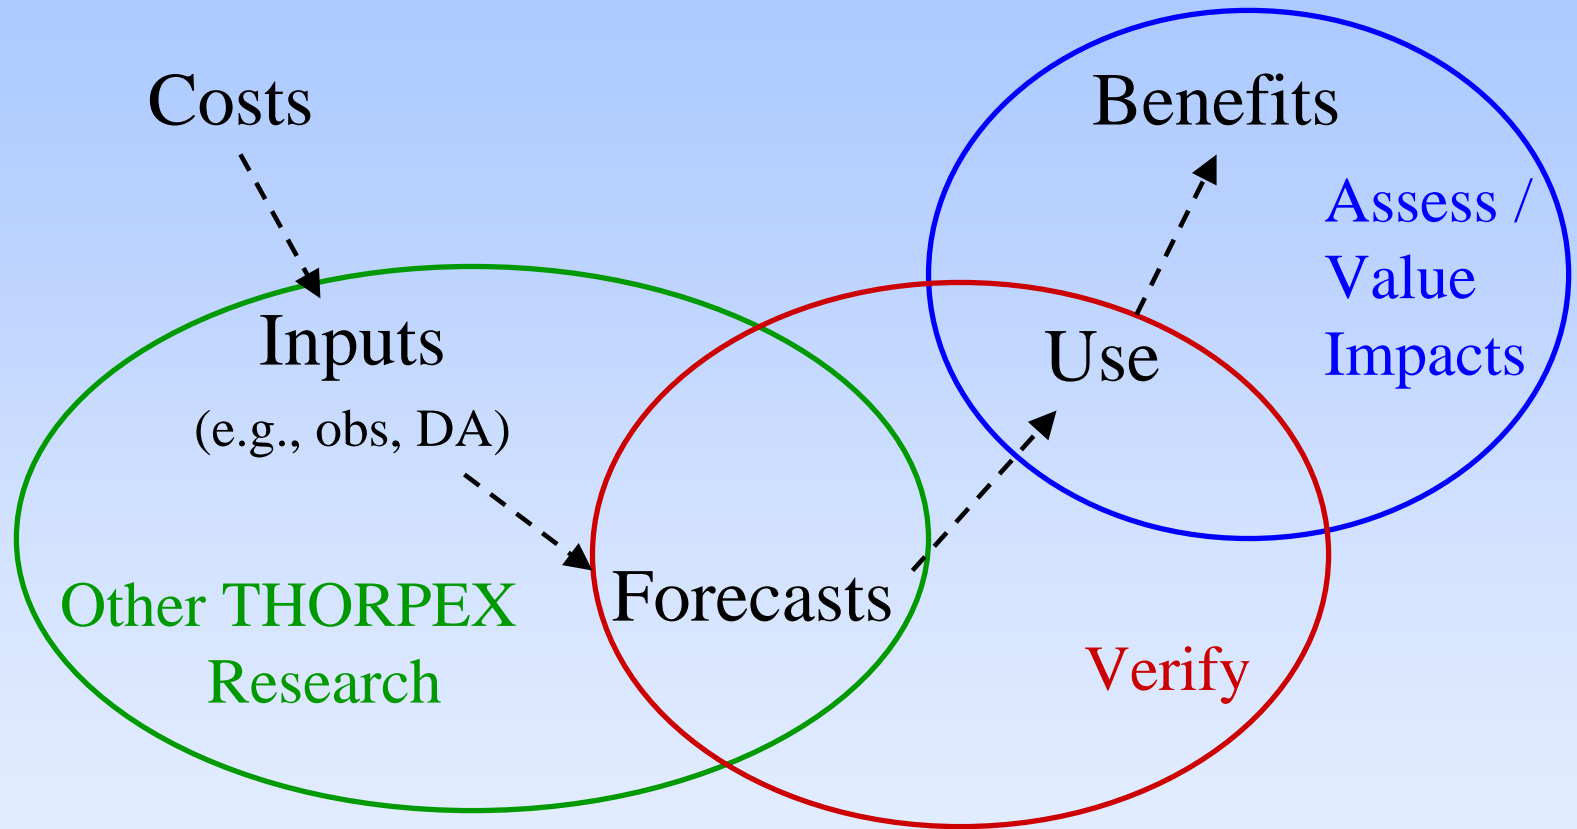 Costs
Benefits
Assess /
Value
Impacts
Inputs
(e.g., obs, DA)
Use
Other THORPEX
Research
Forecasts
Verify